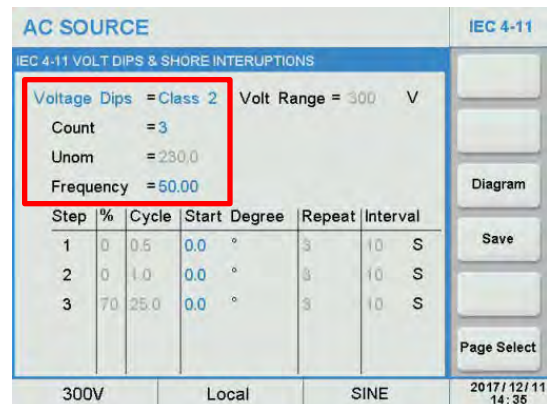 AC SOURCE
IEC 4-11
IEC 4-11 VOLT DIPS & SHORE INTERUPTIONS
Voltage Dips = Class 2 Volt Range = 300 V
Count = 3
Unom = 230.0
Frequency = 50.00
Diagram
Step % Cycle Start Degree Repeat Interval
1 0 0.5 0.0 ° 3 10 S
Save
2 0 1.0 0.0 ° 3 10 S
3 70 25.0 0.0 ° 3 10 S
Page Select
300V Local SINE 2017/12/11
14:35